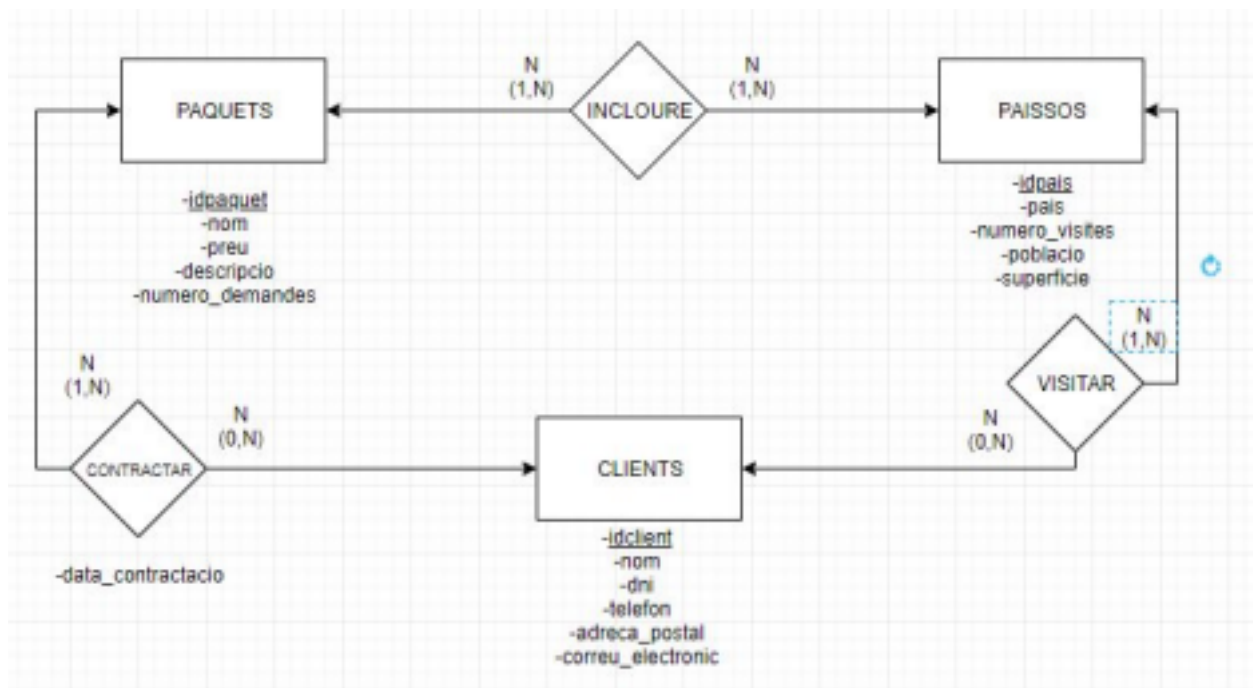 N
(1,N)
N
(1,N)
PAQUETS
INCLOURE
PAISSOS
-idpaquet
-nom
-preu
-descripcio
-numero_demandes
-idpais
-pais
-numero_visites
-poblacio
-superficie
N
(1,N)
VISITAR
N
(1,N)
N
(0,N)
N
(0,N)
CONTRACTAR
CLIENTS
-data_contractacio
-idclient
-nom
-dni
-telefon
-adreca_postal
-correu_electronic